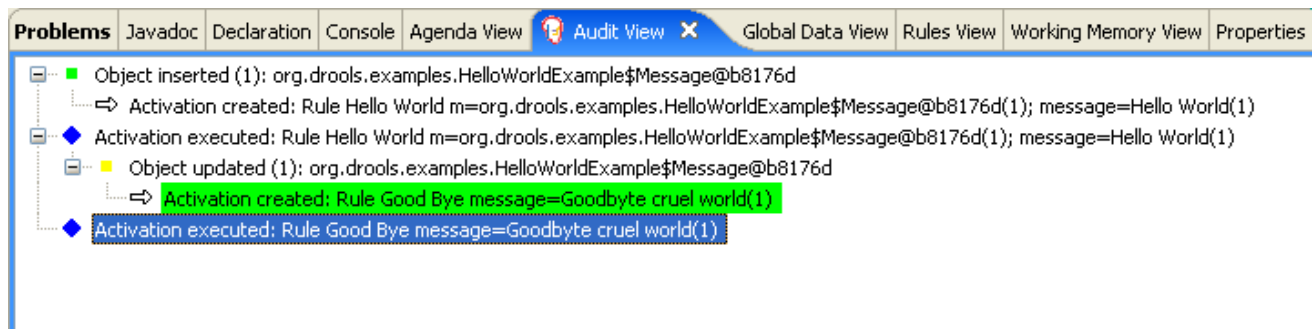 Problems Javadoc Declaration Console Agenda View Audit View Global Data View Rules View Working Memory View Properties
Object inserted (1): org.drools.examples.HelloWorldExample$Message@b8176d
Activation created: Rule Hello World m=org.drools.examples.HelloWorldExample$Message@b8176d(1); message=Hello World(1)
Activation executed: Rule Hello World m=org.drools.examples.HelloWorldExample$Message@b8176d(1); message=Hello World(1)
Object updated (1): org.drools.examples.HelloWorldExample$Message@b8176d
Activation created: Rule Good Bye message=Goodbyte cruel world(1)
Activation executed: Rule Good Bye message=Goodbyte cruel world(1)